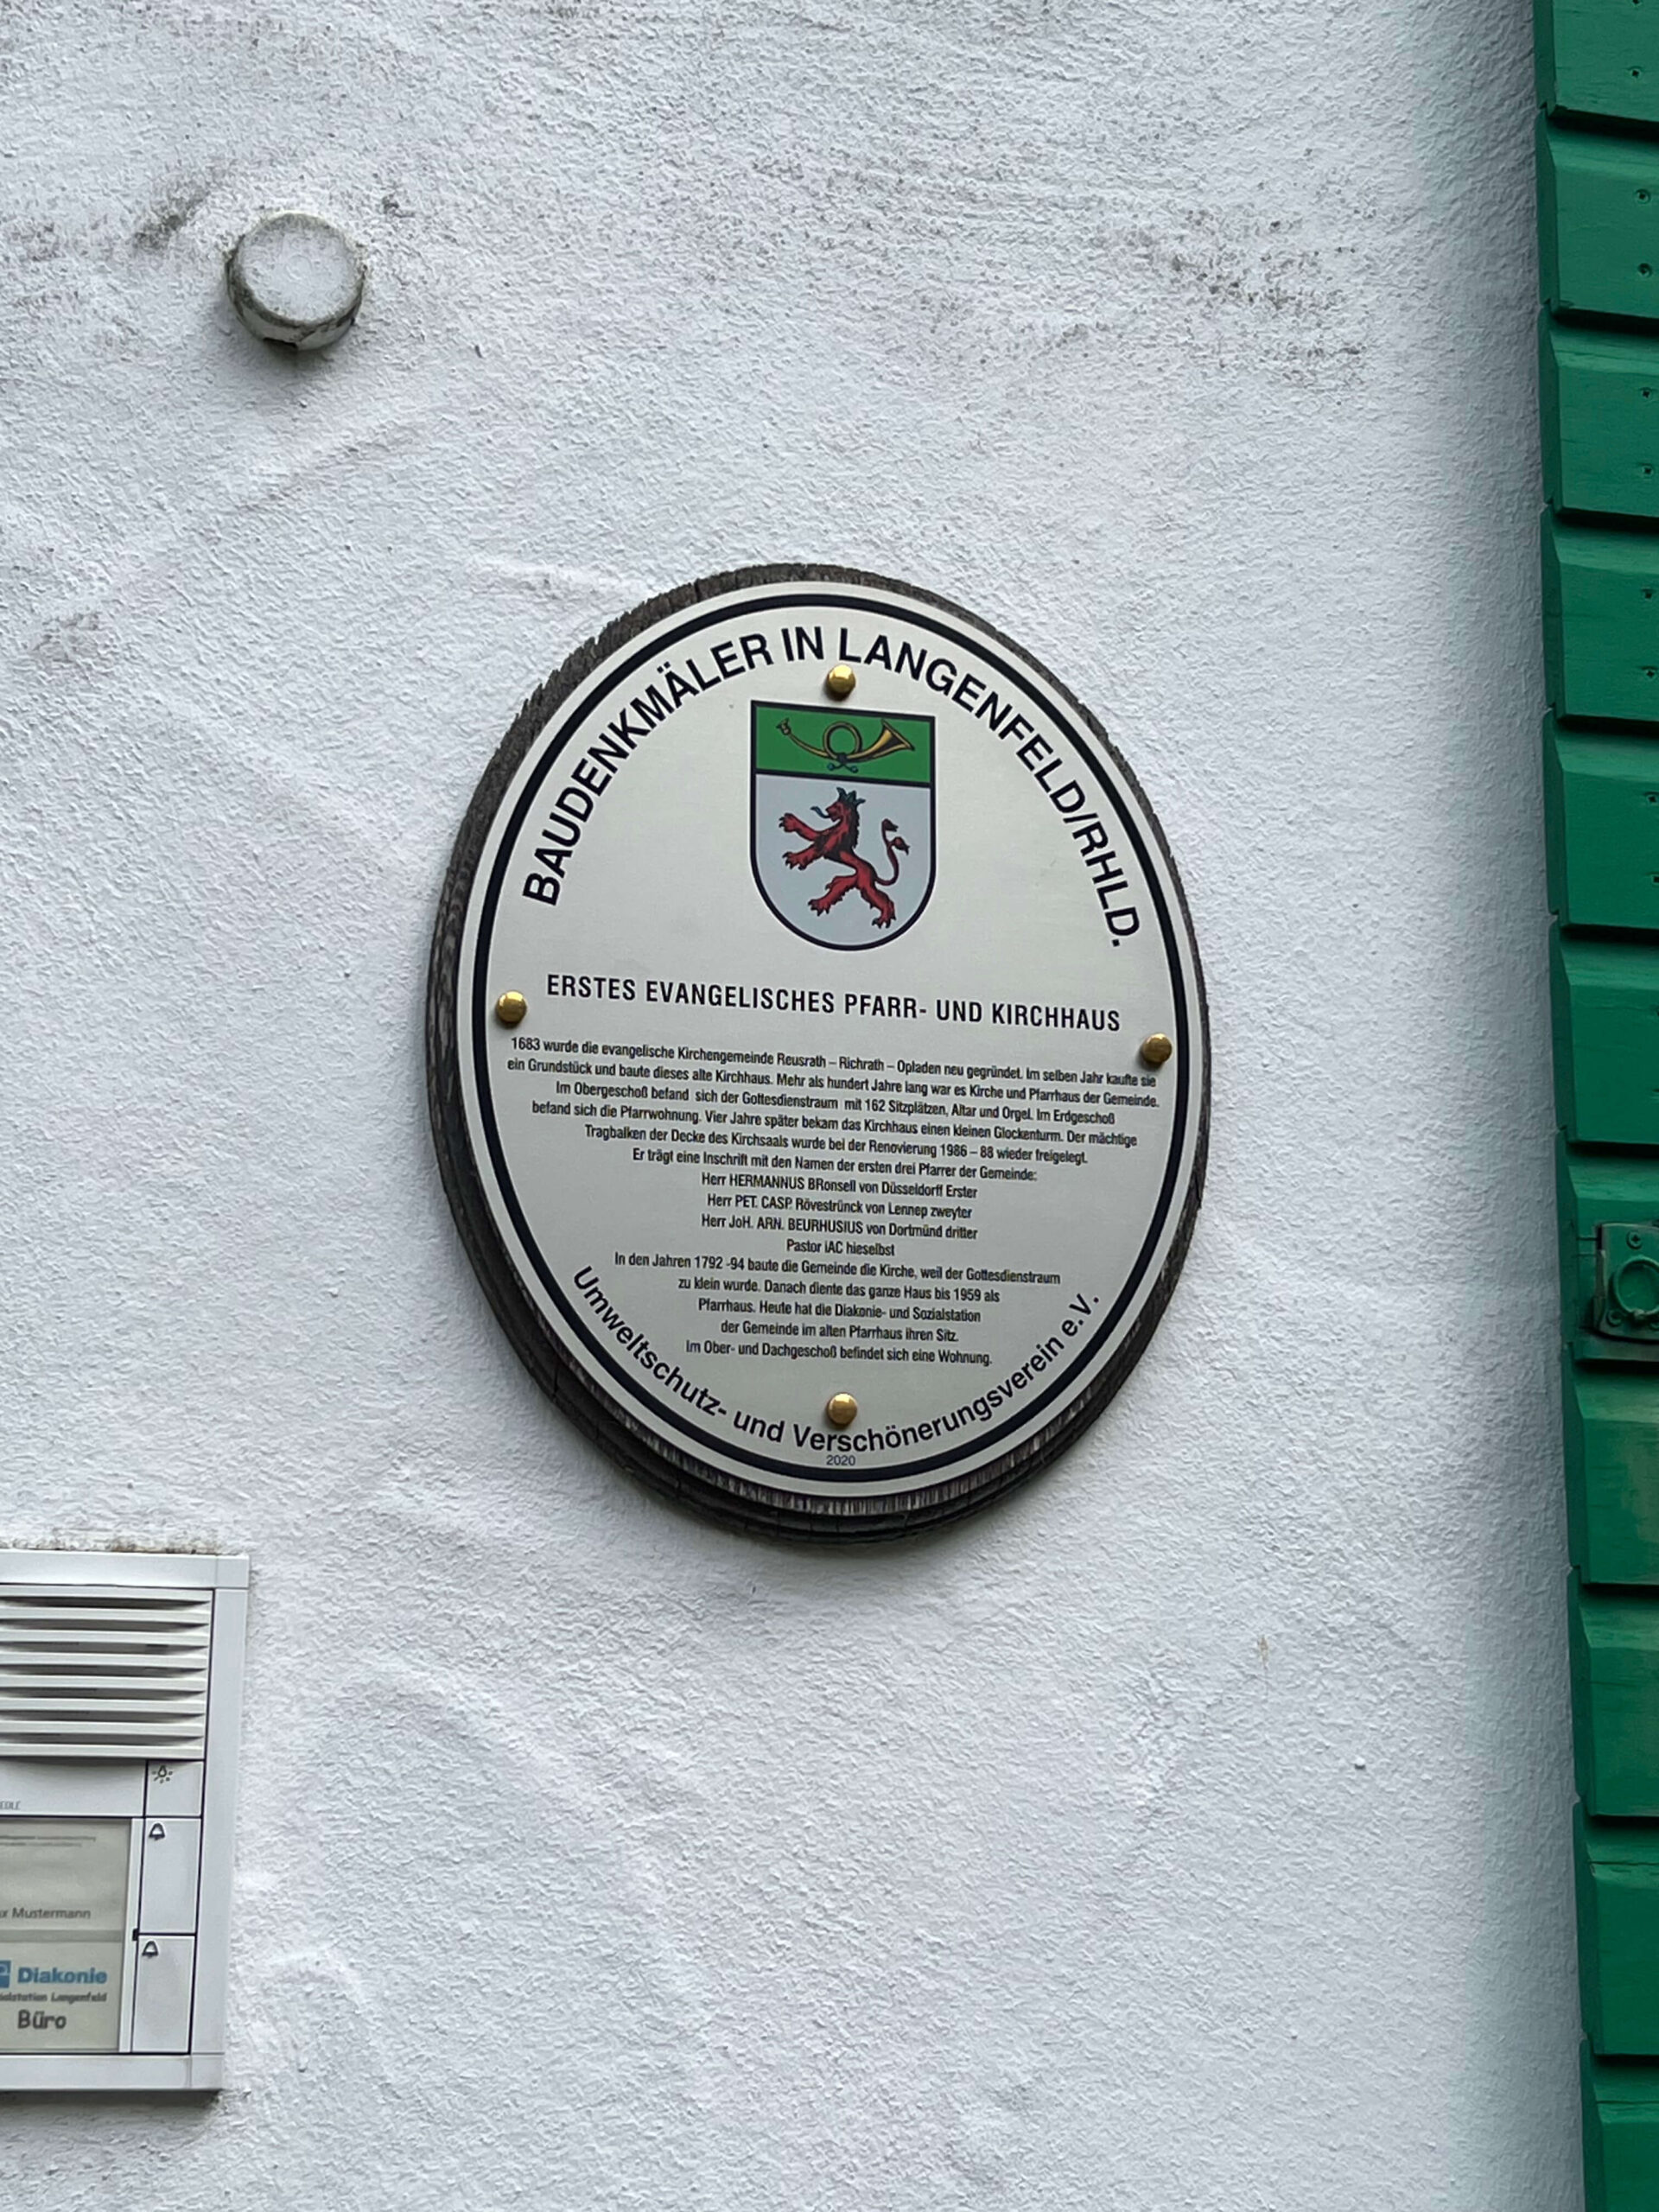 BAUDENKMÄLER IN LANGENFELD/RHLD.
ERSTES EVANGELISCHES PFARR- UND KIRCHHAUS
1683 wurde die evangelische Kirchengemeinde Reusrath – Richrath – Opladen neu gegründet. Im selben Jahr kaufte sie
ein Grundstück und baute dieses alte Kirchhaus. Mehr als hundert Jahre lang war es Kirche und Pfarrhaus der Gemeinde.
Im Obergeschoß befand sich der Gottesdienstraum mit 162 Sitzplätzen, Altar und Orgel. Im Erdgeschoß
befand sich die Pfarrwohnung. Vier Jahre später bekam das Kirchhaus einen kleinen Glockenturm. Der mächtige
Tragbalken der Decke des Kirchsaals wurde bei der Renovierung 1986 – 88 wieder freigelegt.
Er trägt eine Inschrift mit den Namen der ersten drei Pfarrer der Gemeinde:
Herr HERMANNUS BRonsell von Düsseldorff Erster
Herr PET. CASP. Rövestrünck von Lennep zweyter
Herr JoH. ARN. BEURHUSIUS von Dortmünd dritter
Pastor iAC hieselbst
In den Jahren 1792 -94 baute die Gemeinde die Kirche, weil der Gottesdienstraum
zu klein wurde. Danach diente das ganze Haus bis 1959 als
Pfarrhaus. Heute hat die Diakonie- und Sozialstation
der Gemeinde im alten Pfarrhaus ihren Sitz.
Im Ober- und Dachgeschoß befindet sich eine Wohnung.
Umweltschutz- und Verschönerungsverein e.V.
2020
Mustermann
Diakonie
Langenfeld
Büro